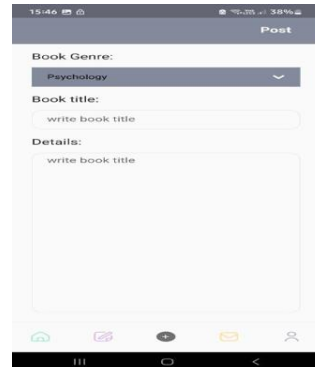 15:46 38%
Post
Book Genre:
Psychology
Book title:
write book title
Details:
write book title